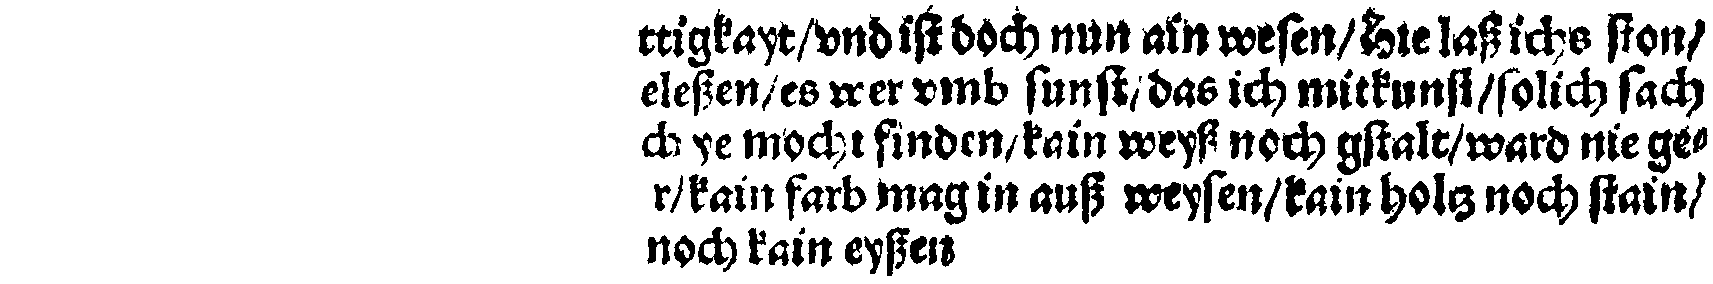 ttigkayt/vnd ist doch nun ain wesen/Hie laß ichs ston/
eleßen/es wer vmb sunst/das ich mitkunst/solich sach
ch ye mocht finden/kain weyß noch gstalt/ward nie ge⸗
r/kain farb mag in auß weysen/kain holtz noch stain/
noch kain eyßen